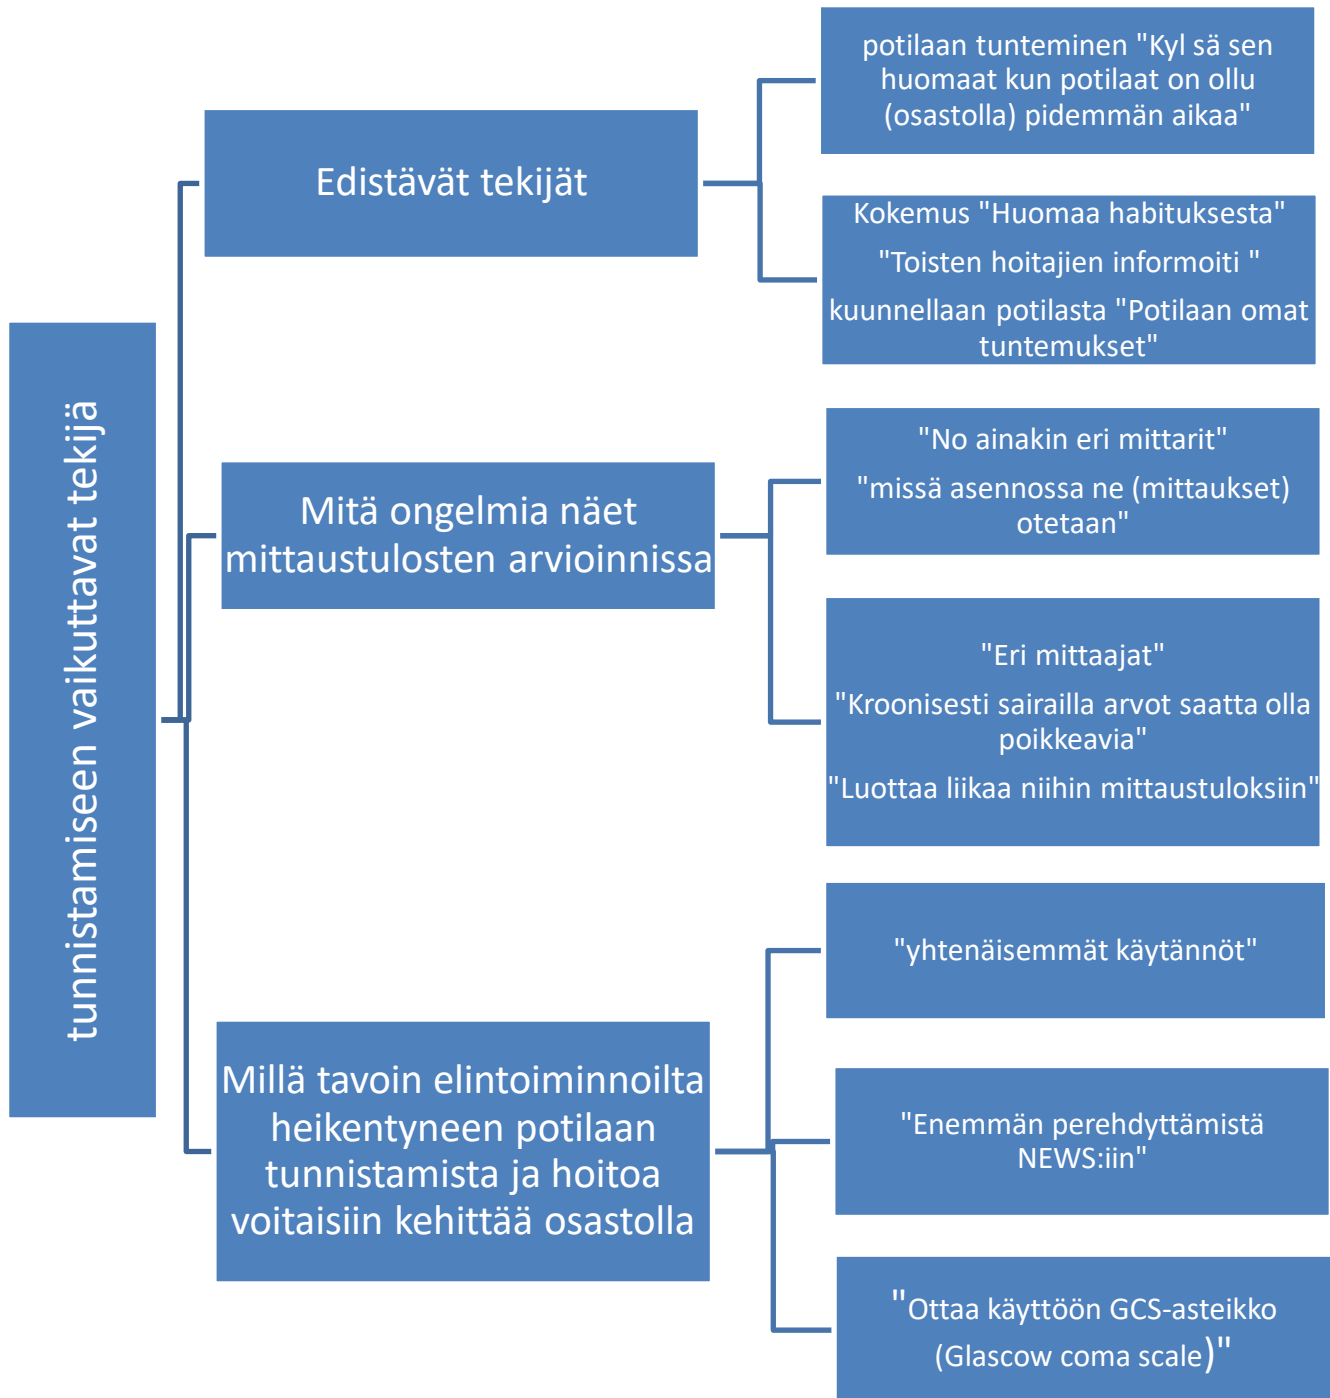 tunnistamiseen vaikuttavat tekijä
Edistävät tekijät
potilaan tunteminen "Kyl sä sen
huomaat kun potilaat on ollu
(osastolla) pidemmän aikaa"
Kokemus "Huomaa habituksesta"
"Toisten hoitajien informoiti "
kuunnellaan potilasta "Potilaan omat
tuntemukset"
Mitä ongelmia näet
mittaustulosten arvioinnissa
"No ainakin eri mittarit"
"missä asennossa ne (mittaukset)
otetaan"
"Eri mittaajat"
"Kroonisesti sairailla arvot saatta olla
poikkeavia"
"Luottaa liikaa niihin mittaustuloksiin"
Millä tavoin elintoiminnoilta
heikentyneen potilaan
tunnistamista ja hoitoa
voitaisiin kehittää osastolla
"yhtenäisemmät käytännöt"
"Enemmän perehdyttämistä
NEWS:iin"
"Ottaa käyttöön GCS-asteikko
(Glascow coma scale)"